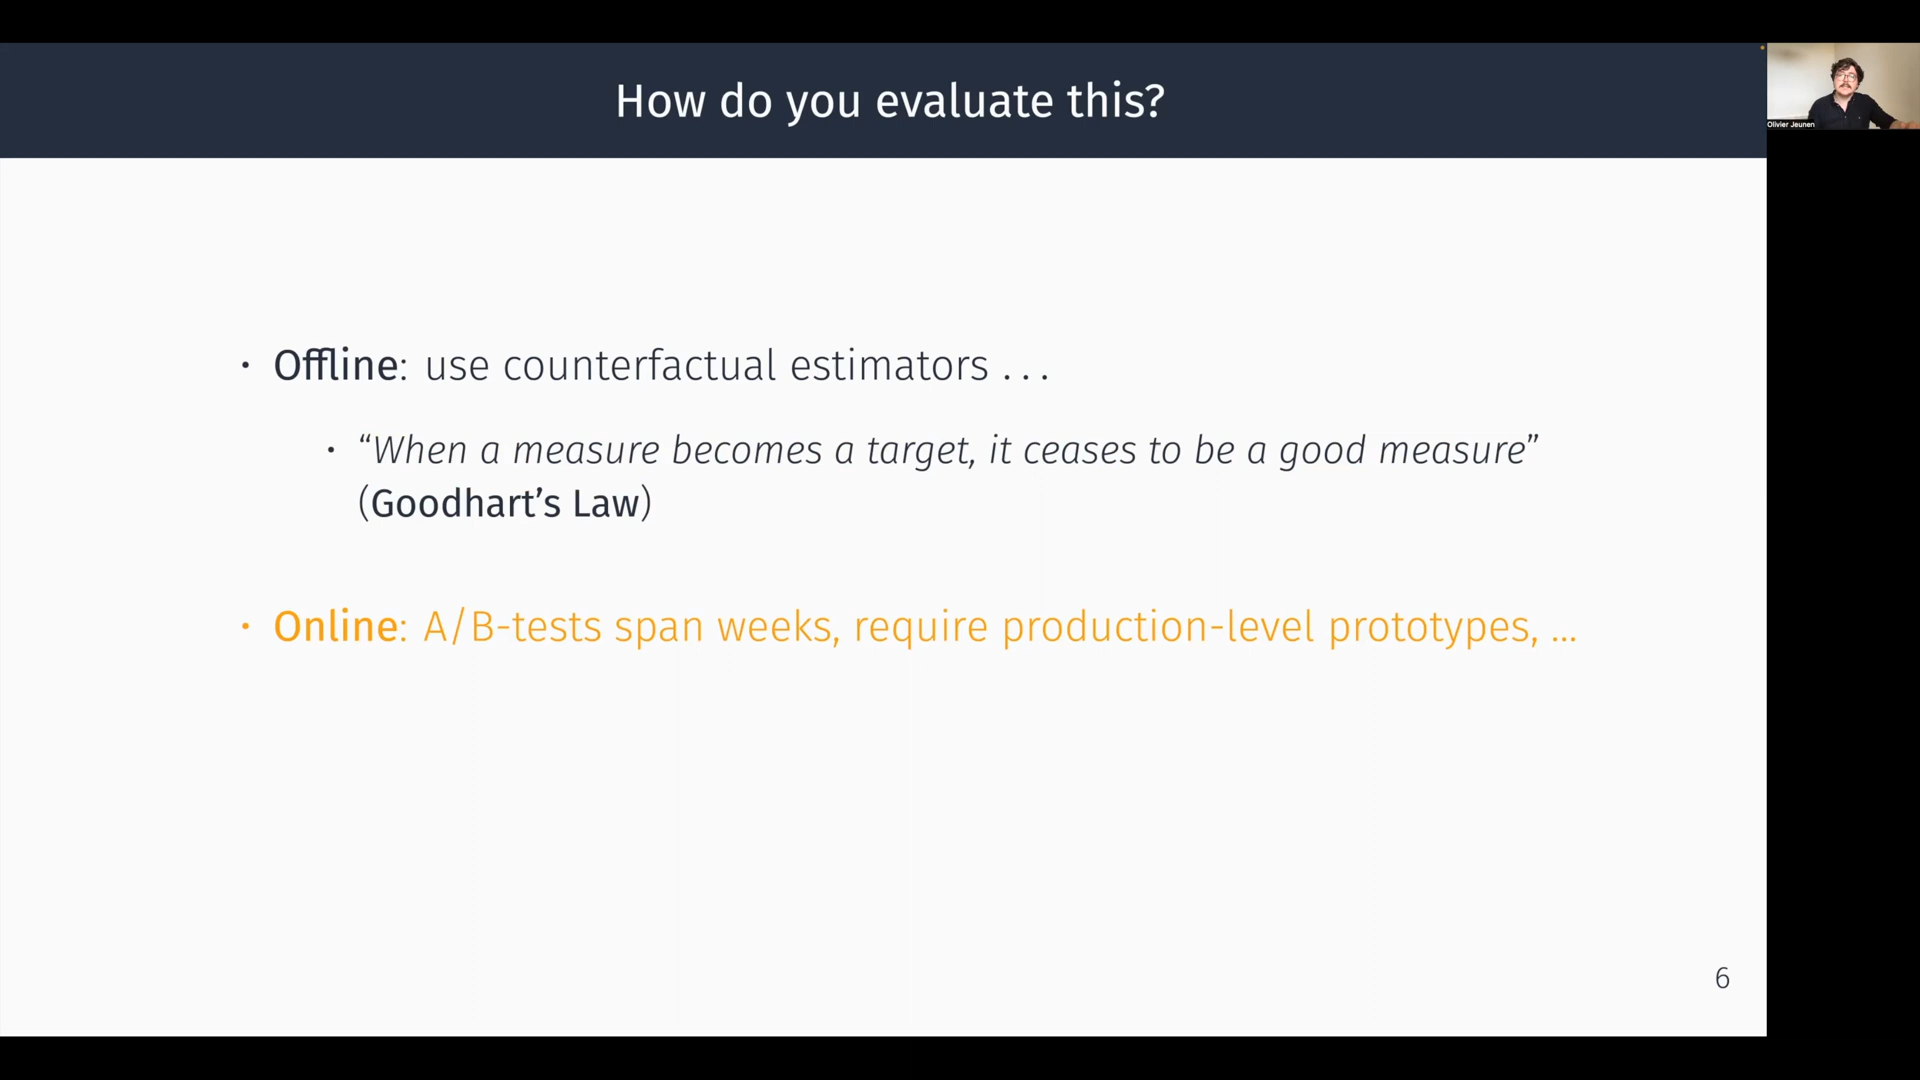 How do you evaluate this?
Olivier Jeunen
• Offline: use counterfactual estimators . . .
• “When a measure becomes a target, it ceases to be a good measure”
(Goodhart’s Law)
• Online: A/B-tests span weeks, require production-level prototypes, ...
6